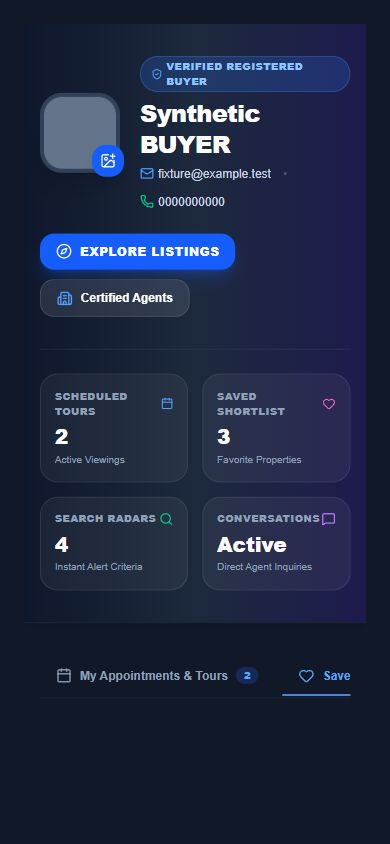 VERIFIED REGISTERED
BUYER
Synthetic
BUYER
fixture@example.test
0000000000
EXPLORE LISTINGS
Certified Agents
SCHEDULED
TOURS
2
Active Viewings
SAVED
SHORTLIST
3
Favorite Properties
SEARCH RADARS
4
Instant Alert Criteria
CONVERSATIONS
Active
Direct Agent Inquiries
My Appointments & Tours 2
Save